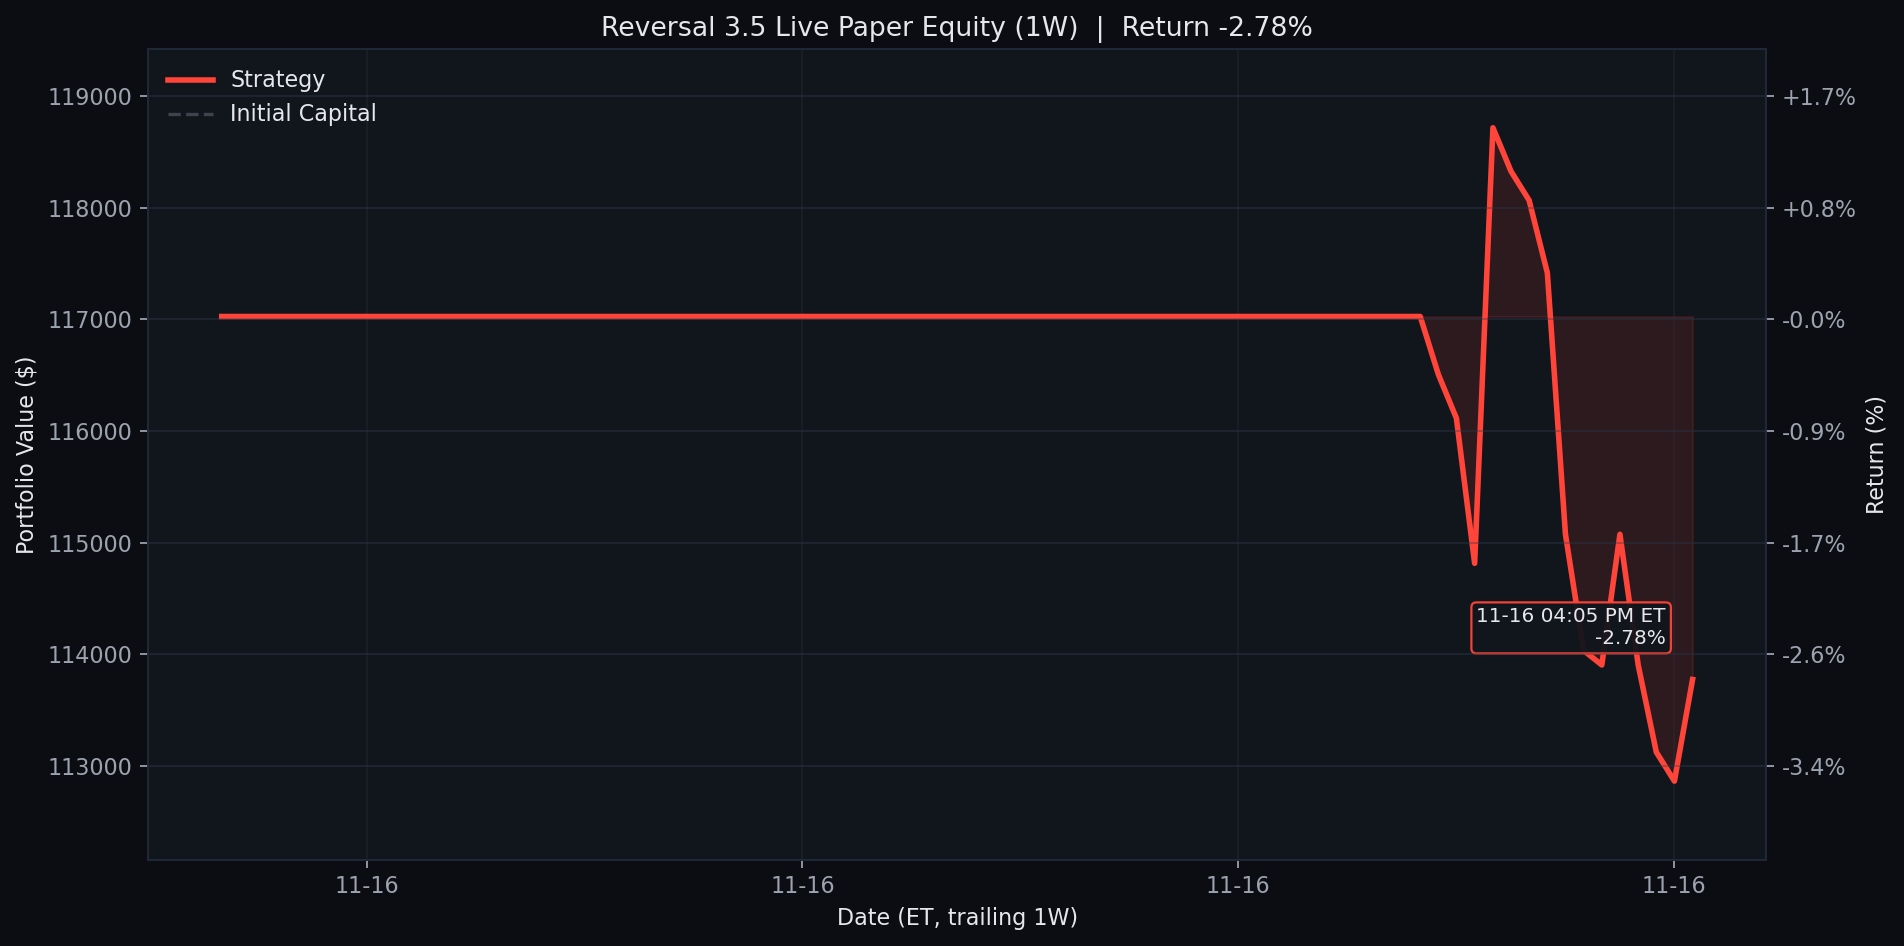 Reversal 3.5 Live Paper Equity (1W)  |  Return -2.78%
Strategy
Initial Capital
119000
118000
117000
116000
115000
114000
113000
Portfolio Value ($)
+1.7%
+0.8%
-0.0%
-0.9%
-1.7%
-2.6%
-3.4%
Return (%)
11-16 04:05 PM ET
-2.78%
11-16
11-16
11-16
11-16
Date (ET, trailing 1W)